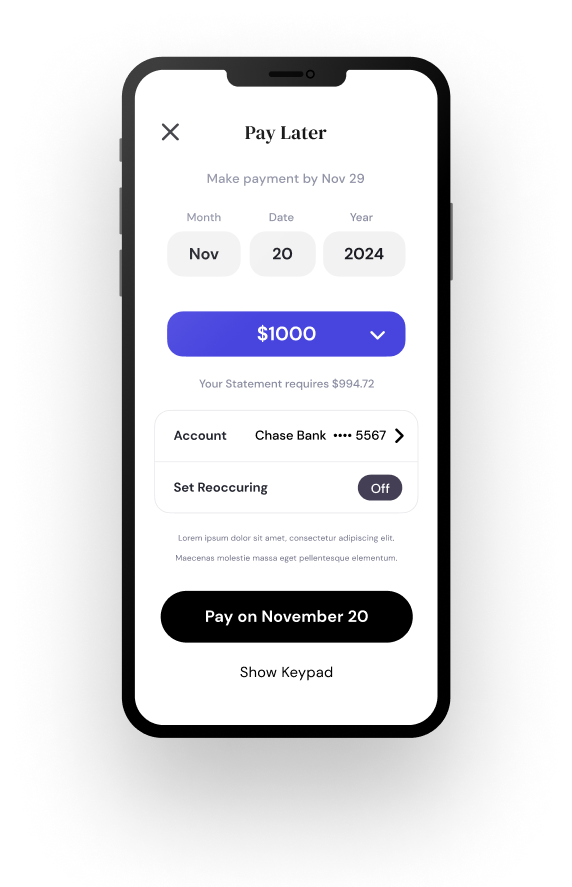 Pay Later
Make payment by Nov 29
Month Date Year
Nov 20 2024
$1000
Your Statement requires $994.72
Account Chase Bank •••• 5567
Set Reoccuring Off
Lorem ipsum dolor sit amet, consectetur adipiscing elit.
Maecenas molestie massa eget pellentesque elementum.
Pay on November 20
Show Keypad